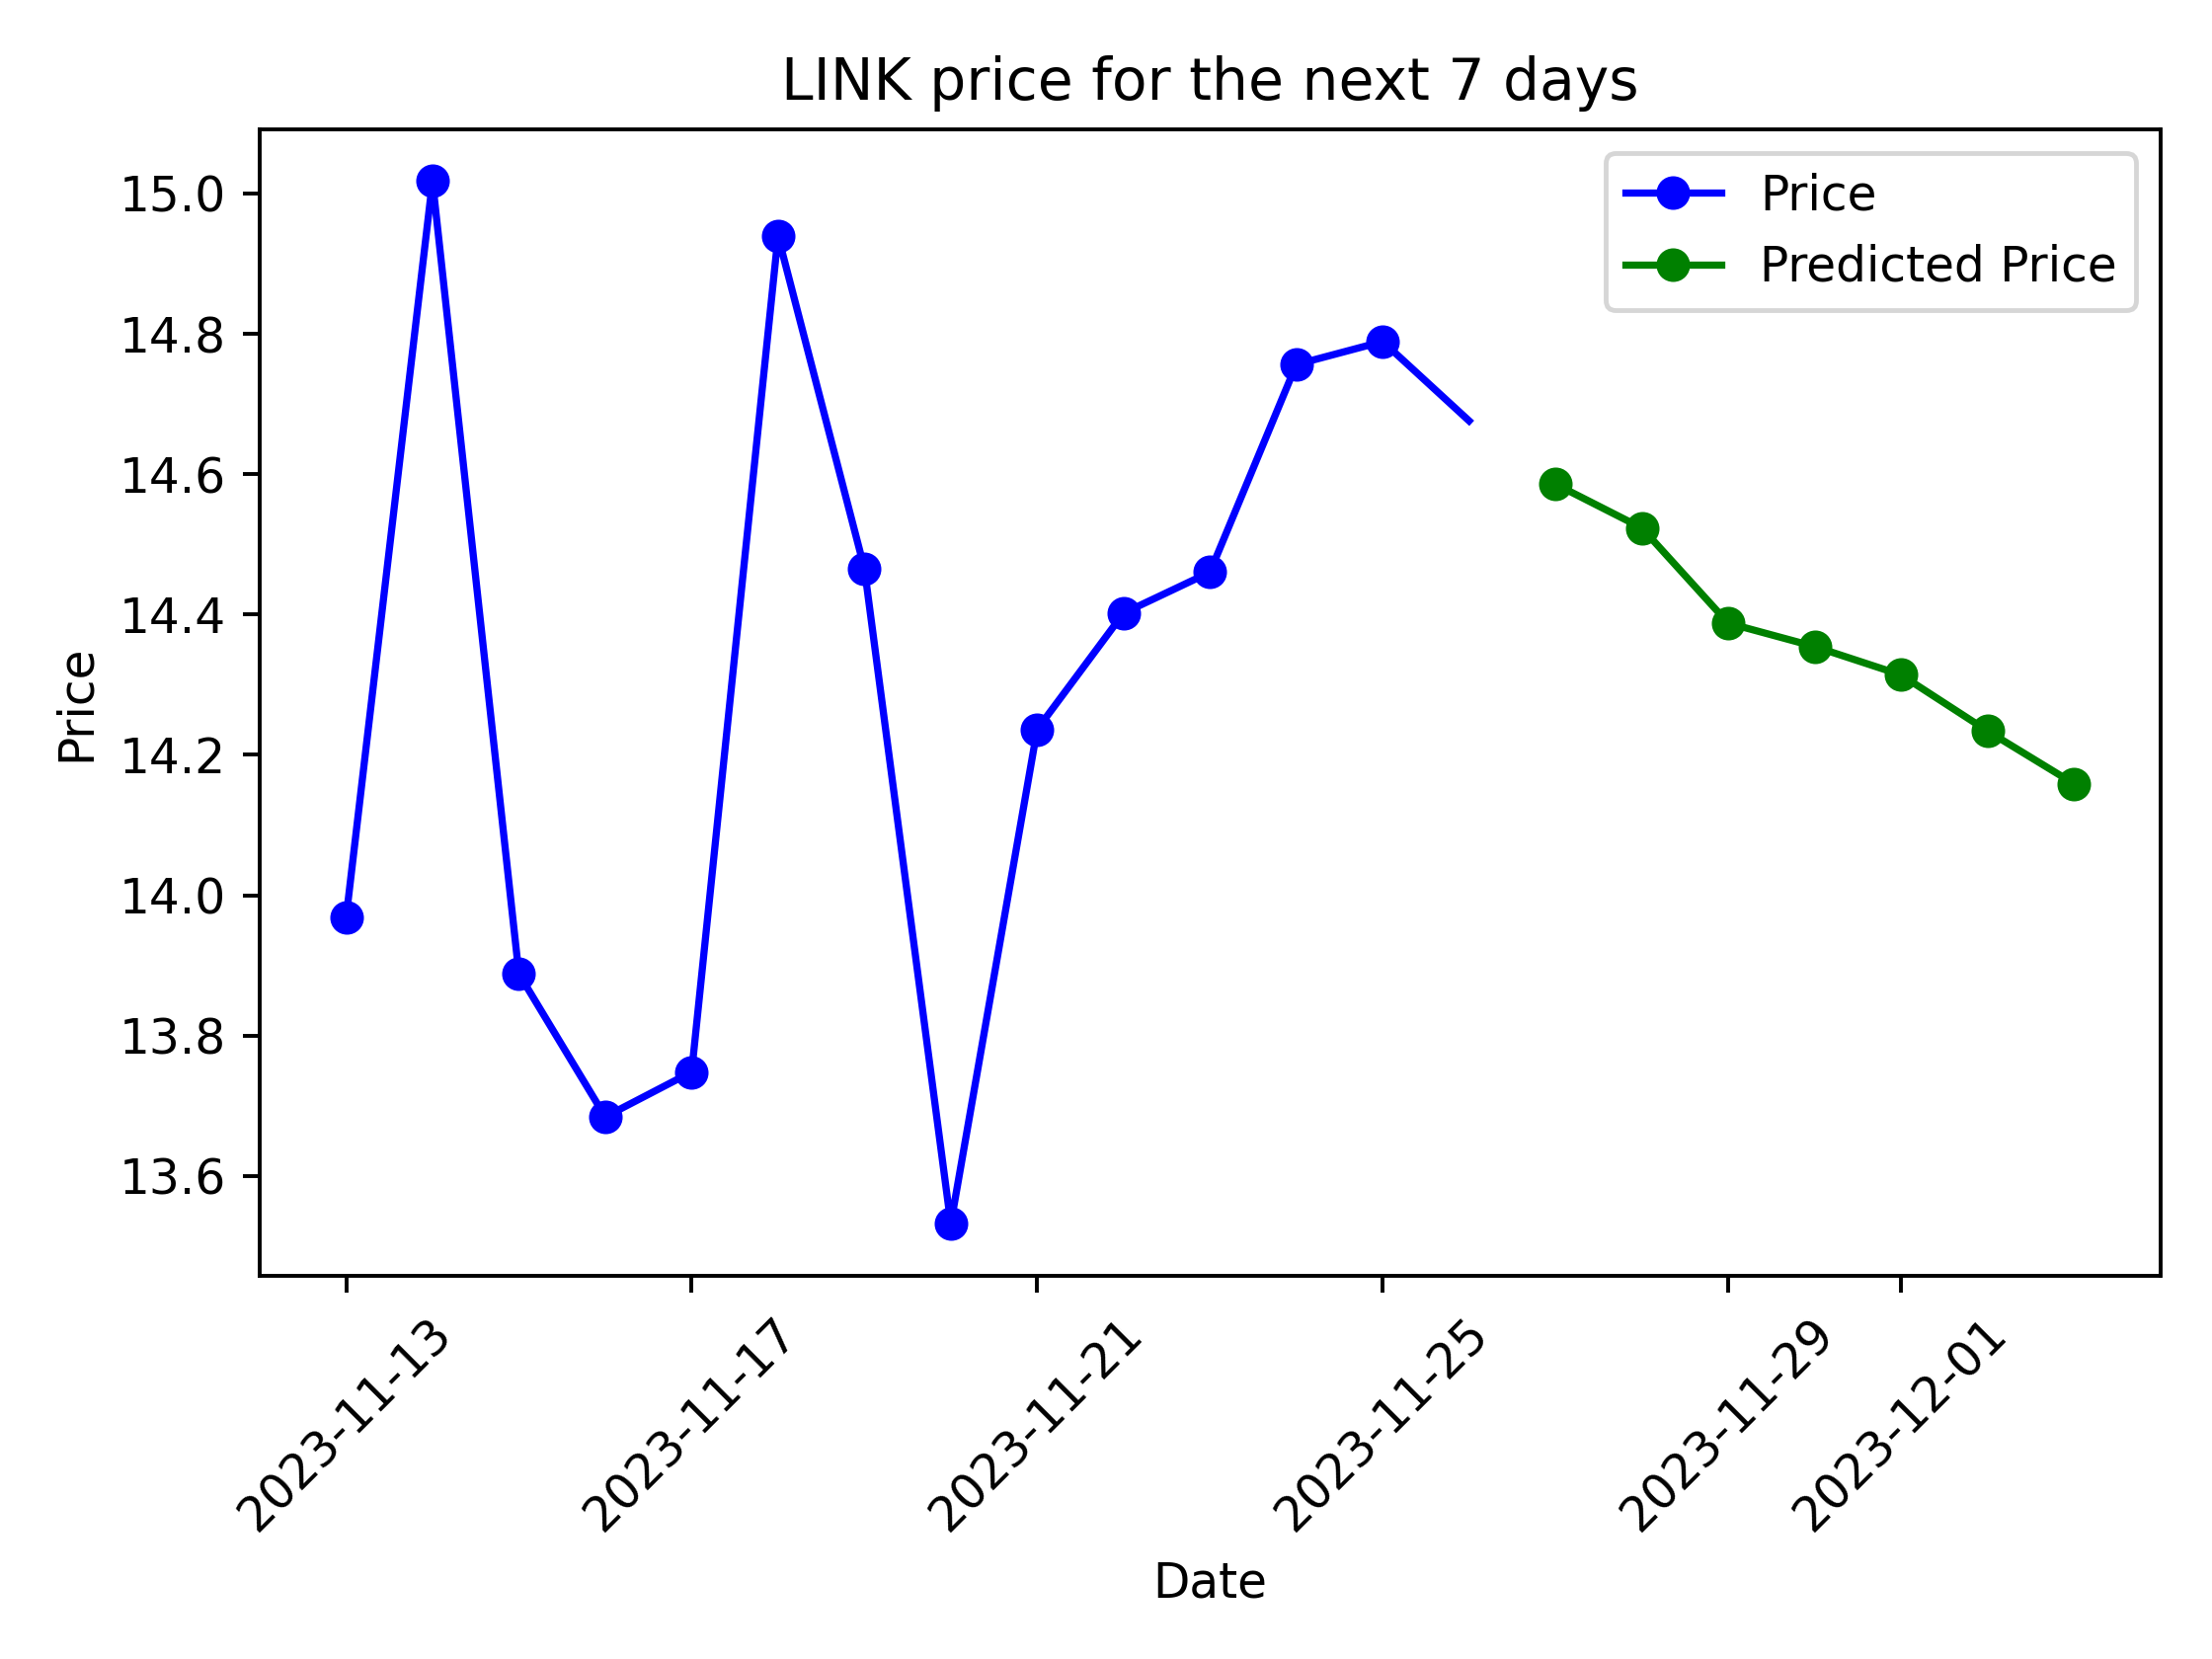 LINK price for the next 7 days
Price
Predicted Price
15.0
14.8
14.6
14.4
14.2
14.0
13.8
13.6
Price
2023-11-13
2023-11-17
2023-11-21
2023-11-25
2023-11-29
2023-12-01
Date